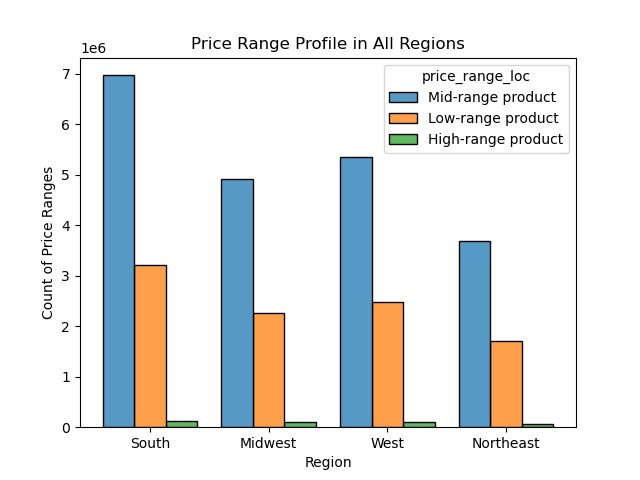 Price Range Profile in All Regions
1e6
price_range_loc
Mid-range product
Low-range product
High-range product
7
6
5
4
3
2
1
0
Count of Price Ranges
South Midwest West Northeast
Region